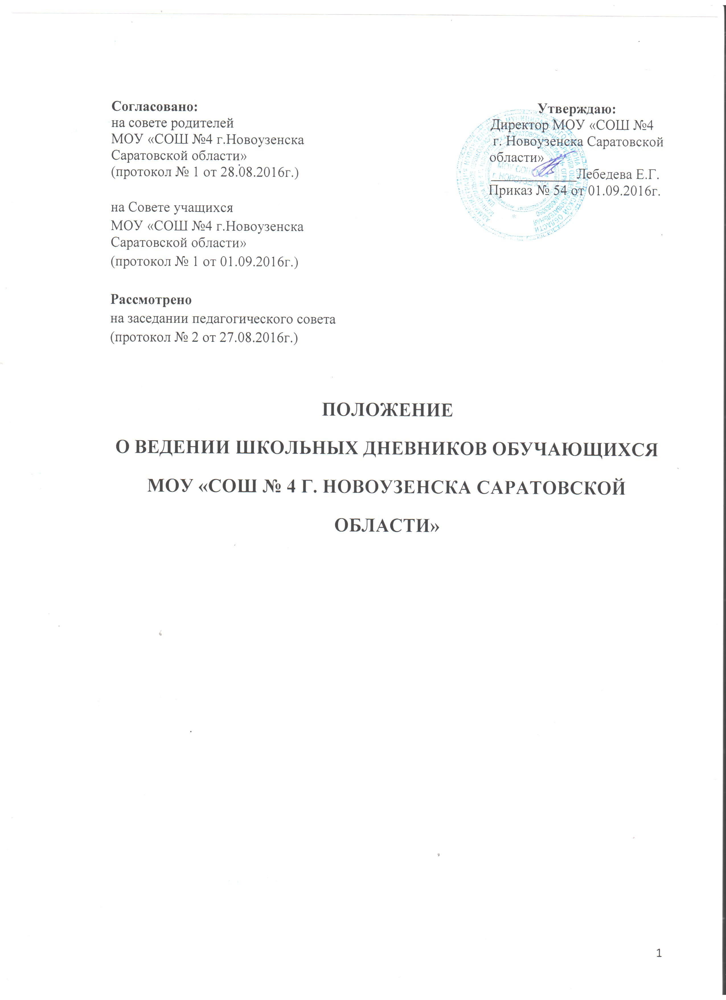 Согласовано:
на совете родителей
МОУ «СОШ №4 г.Новоузенска
Саратовской области»
(протокол № 1 от 28.08.2016г.)
на Совете учащихся
МОУ «СОШ №4 г.Новоузенска
Саратовской области»
(протокол № 1 от 01.09.2016г.)
Рассмотрено
на заседании педагогического совета
(протокол № 2 от 27.08.2016г.)
Утверждаю:
Директор МОУ «СОШ №4
г. Новоузенска Саратовской
области»
____________Лебедева Е.Г.
Приказ № 54 от 01.09.2016г.
ПОЛОЖЕНИЕ
О ВЕДЕНИИ ШКОЛЬНЫХ ДНЕВНИКОВ ОБУЧАЮЩИХСЯ
МОУ «СОШ № 4 Г. НОВОУЗЕНСКА САРАТОВСКОЙ
ОБЛАСТИ»
1